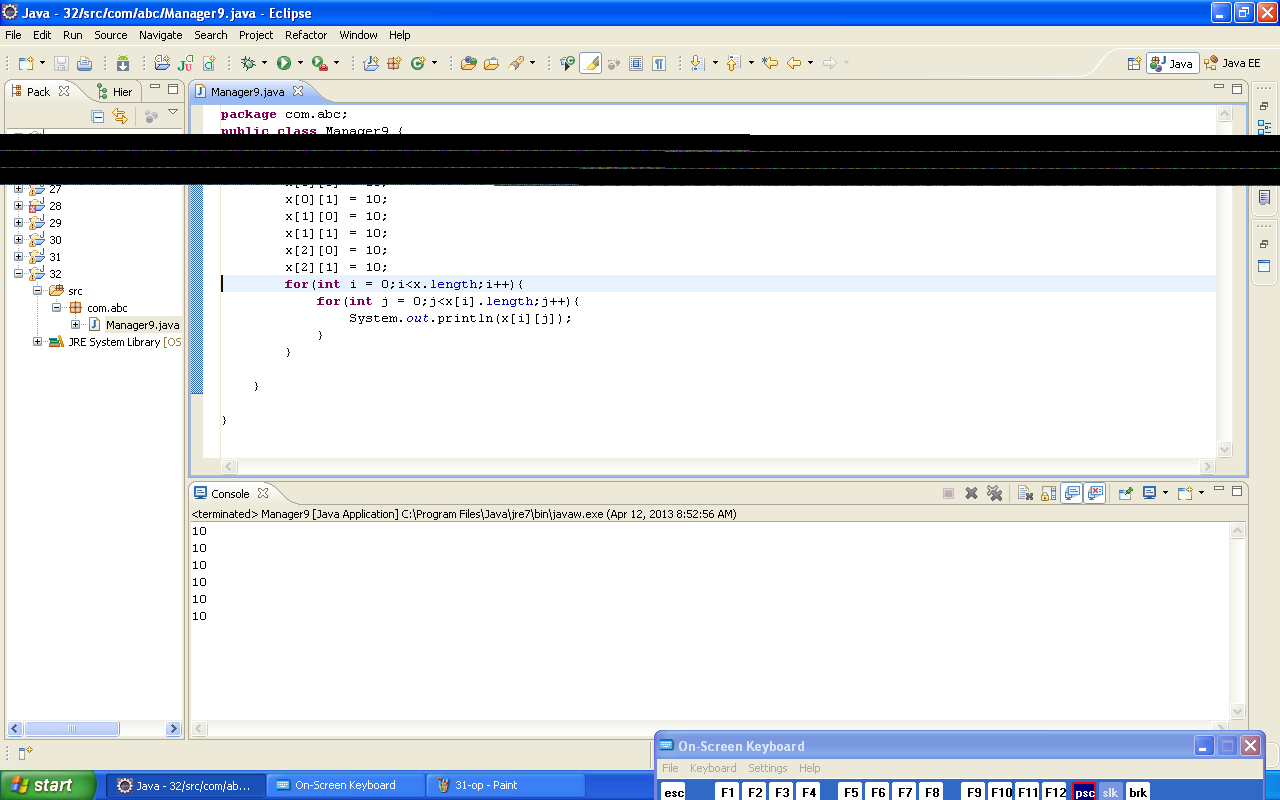 Java - 32/src/com/abc/Manager9.java - Eclipse
File Edit Run Source Navigate Search Project Refactor Window Help
Java Java EE
Pack Hier
Manager9.java
package com.abc;
public class Manager9 {
27
28
29
30
31
32
src
com.abc
Manager9.java
JRE System Library [OS
x[0][1] = 10;
x[1][0] = 10;
x[1][1] = 10;
x[2][0] = 10;
x[2][1] = 10;
for(int i = 0;i<x.length;i++){
for(int j = 0;j<x[i].length;j++){
System.out.println(x[i][j]);
}
}
}
}
Console
<terminated> Manager9 [Java Application] C:\Program Files\Java\jre7\bin\javaw.exe (Apr 12, 2013 8:52:56 AM)
10
10
10
10
10
10
On-Screen Keyboard
File Keyboard Settings Help
esc F1 F2 F3 F4 F5 F6 F7 F8 F9 F10 F11 F12 psc slk brk
start Java - 32/src/com/ab... On-Screen Keyboard 31-op - Paint